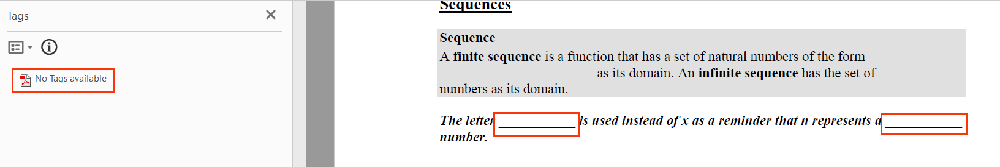 Tags
No Tags available
Sequences
Sequence
A finite sequence is a function that has a set of natural numbers of the form
as its domain. An infinite sequence has the set of
numbers as its domain.
The letter ____________ is used instead of x as a reminder that n represents a ____________
number.